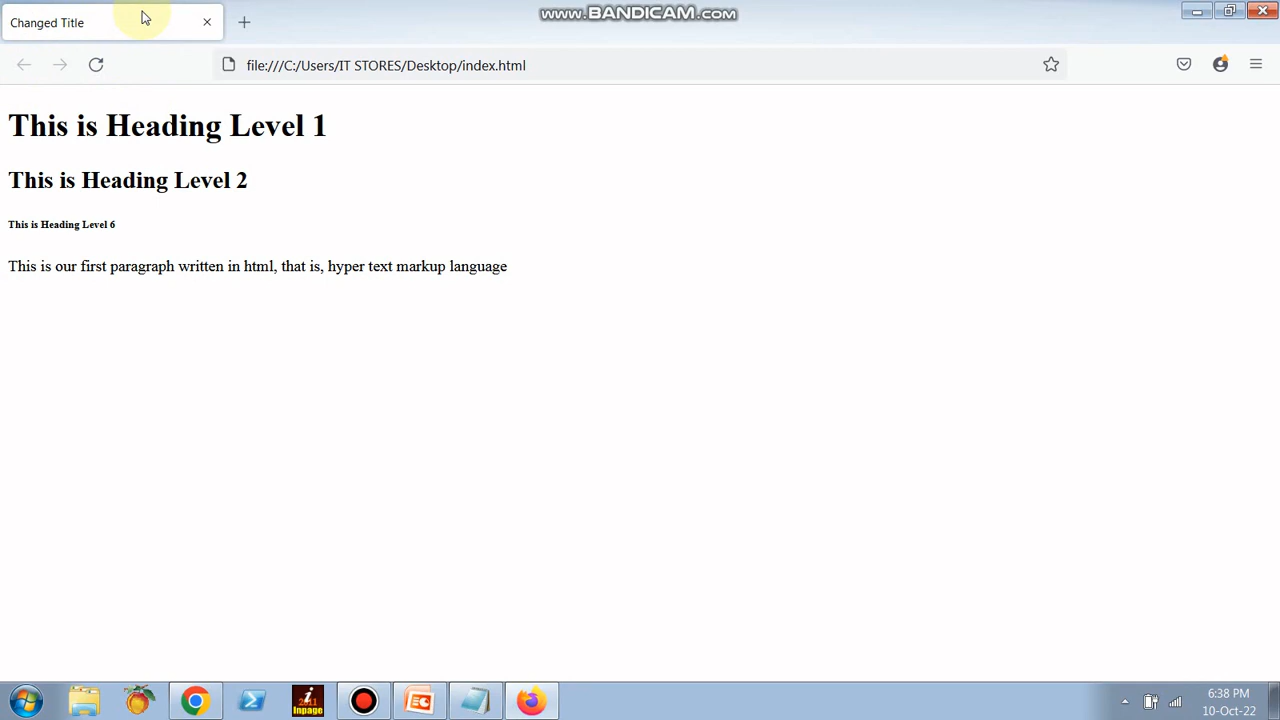 Changed Title
www.BANDICAM.com
file:///C:/Users/IT STORES/Desktop/index.html
This is Heading Level 1
This is Heading Level 2
This is Heading Level 6
This is our first paragraph written in html, that is, hyper text markup language
i
2011
Inpage
6:38 PM
10-Oct-22